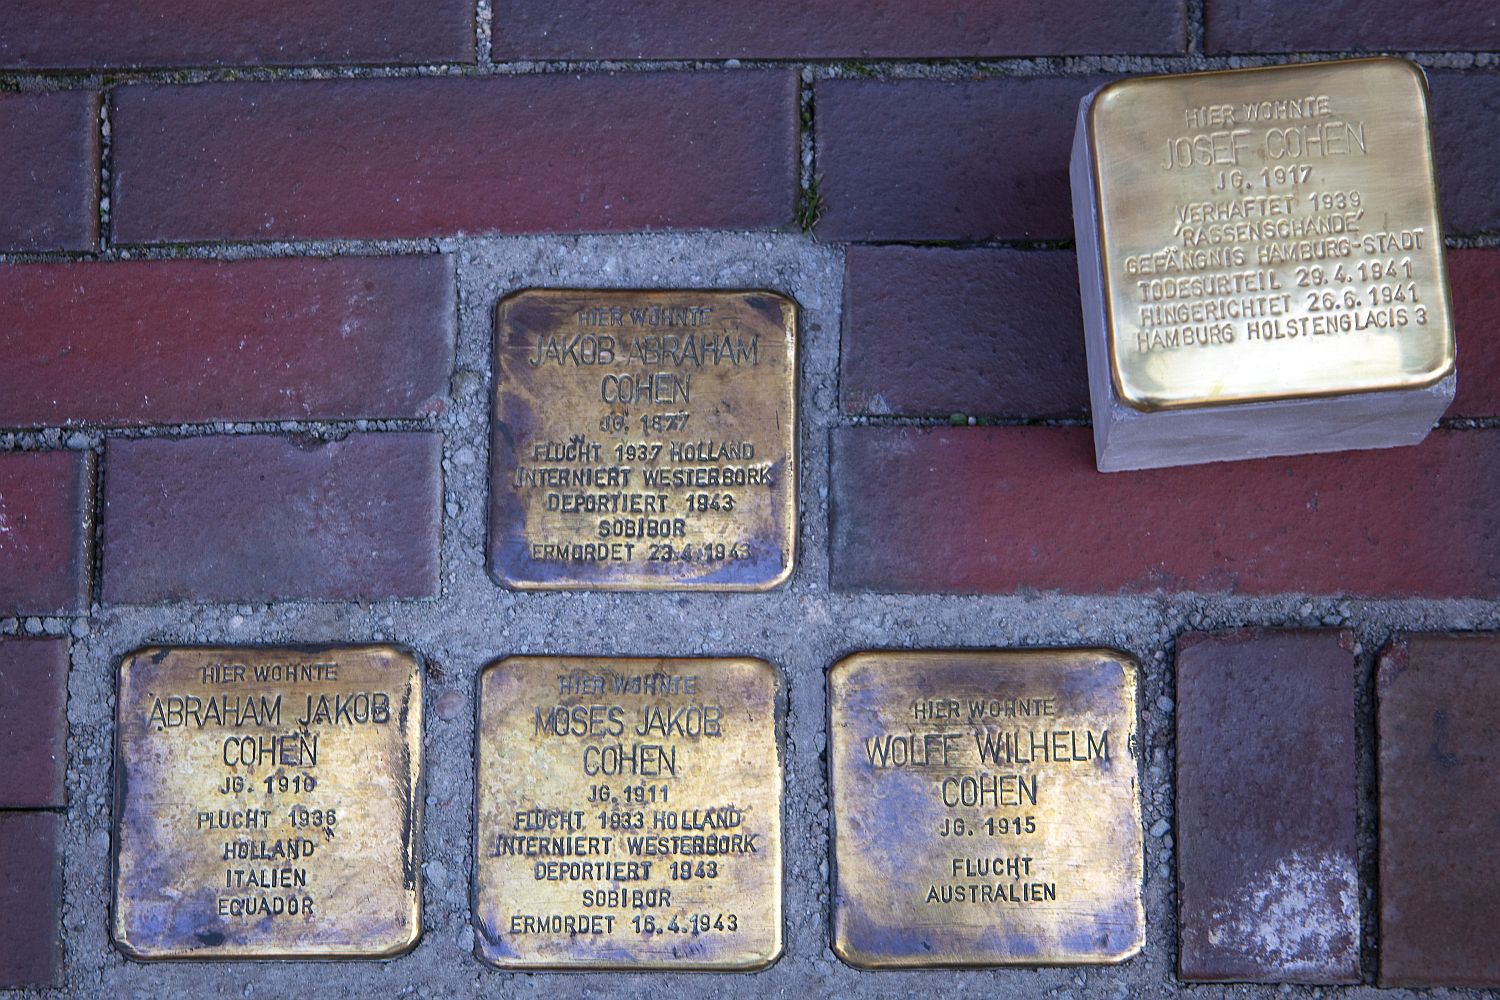 HIER WOHNTE
JOSEF COHEN
JG. 1917
VERHAFTET 1939
'RASSENSCHANDE'
GEFÄNGNIS HAMBURG-STADT
TODESURTEIL 29.4.1941
HINGERICHTET 26.6.1941
HAMBURG HOLSTENGLACIS 3
HIER WOHNTE
JAKOB ABRAHAM
COHEN
JG. 1877
FLUCHT 1937 HOLLAND
INTERNIERT WESTERBORK
DEPORTIERT 1943
SOBIBOR
ERMORDET 23.4.1943
HIER WOHNTE
ABRAHAM JAKOB
COHEN
JG. 1910
FLUCHT 1936
HOLLAND
ITALIEN
EQUADOR
HIER WOHNTE
MOSES JAKOB
COHEN
JG. 1911
FLUCHT 1933 HOLLAND
INTERNIERT WESTERBORK
DEPORTIERT 1943
SOBIBOR
ERMORDET 16.4.1943
HIER WOHNTE
WOLFF WILHELM
COHEN
JG. 1915
FLUCHT
AUSTRALIEN